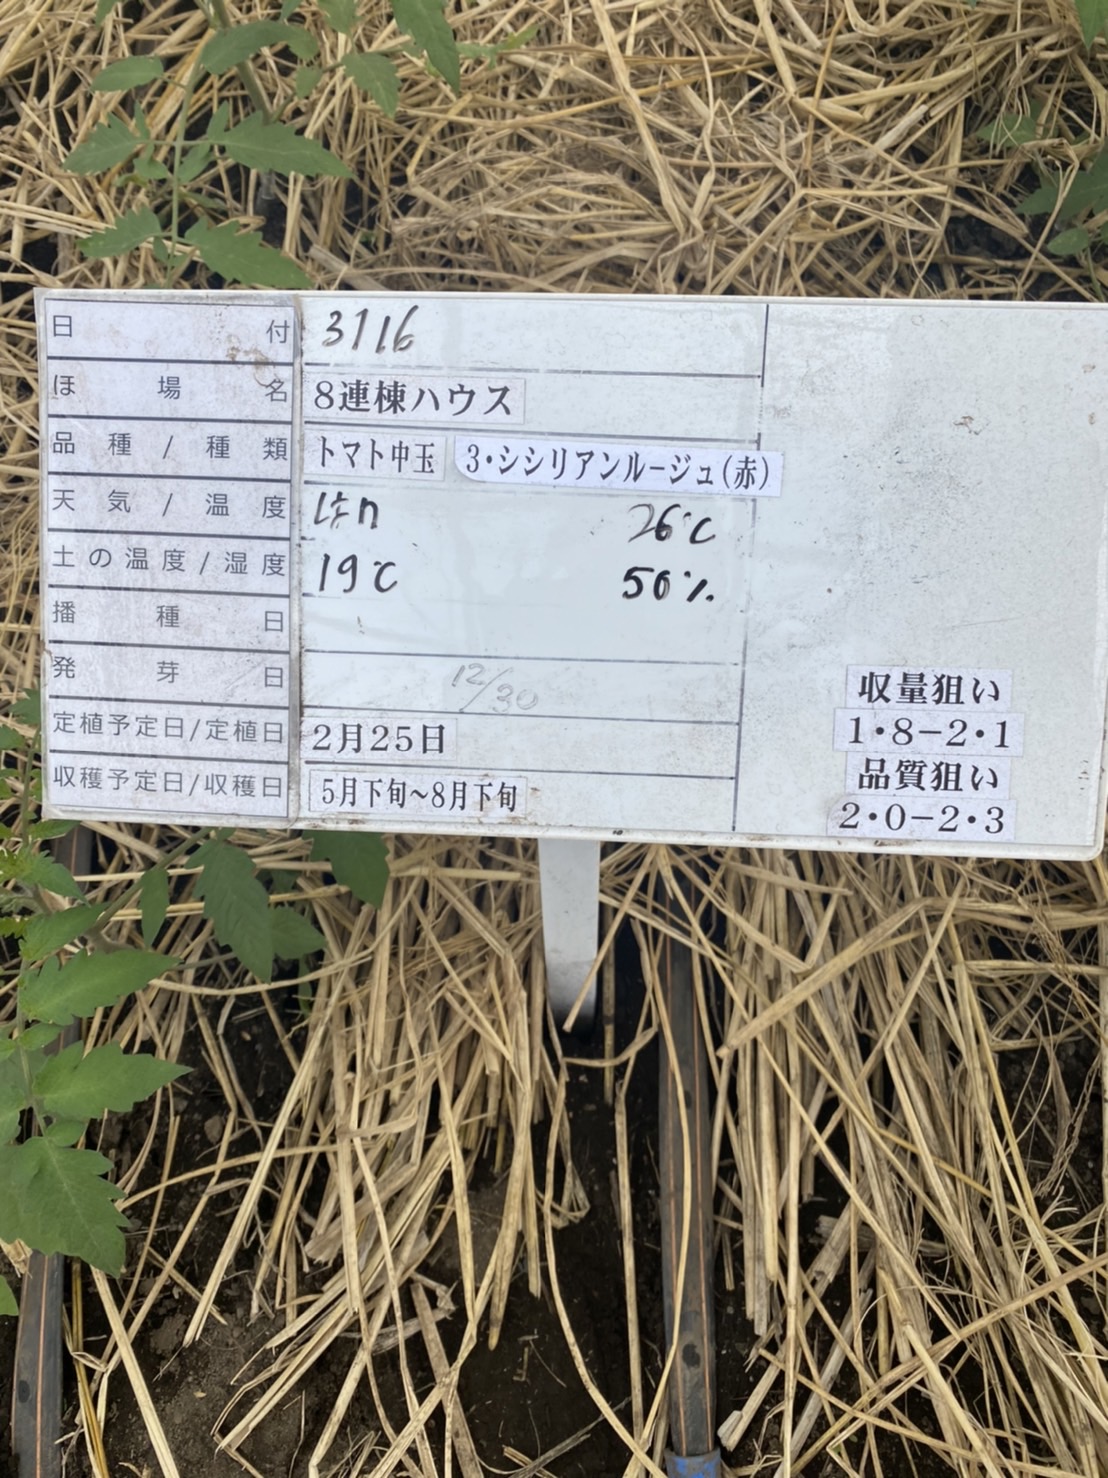 日付 3/16
ほ場名 8連棟ハウス
品種/種類 トマト中玉 3・シシリアンルージュ(赤)
天気/温度 26℃
土の温度/湿度 19℃ 50%
播種日
発芽日 12/30
定植予定日/定植日 2月25日
収穫予定日/収穫日 5月下旬～8月下旬
収量狙い
1・8－2・1
品質狙い
2・0－2・3